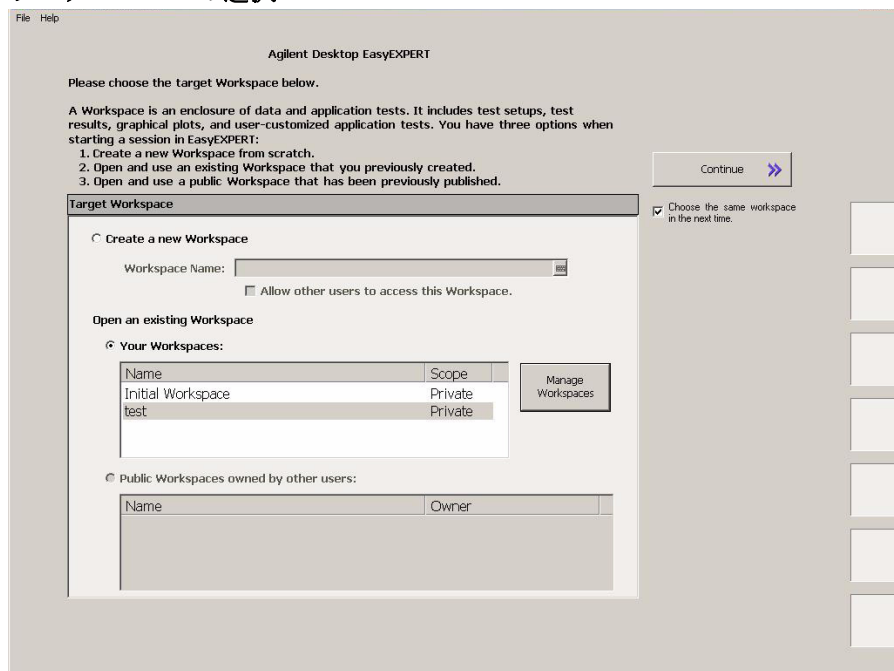 選択
File Help
Agilent Desktop EasyEXPERT
Please choose the target Workspace below.
A Workspace is an enclosure of data and application tests. It includes test setups, test
results, graphical plots, and user-customized application tests. You have three options when
starting a session in EasyEXPERT:
1. Create a new Workspace from scratch.
2. Open and use an existing Workspace that you previously created.
3. Open and use a public Workspace that has been previously published.
Continue
Choose the same workspace
in the next time.
Target Workspace
Create a new Workspace
Workspace Name:
Allow other users to access this Workspace.
Open an existing Workspace
Your Workspaces:
Name Scope
Initial Workspace Private
test Private
Manage
Workspaces
Public Workspaces owned by other users:
Name Owner